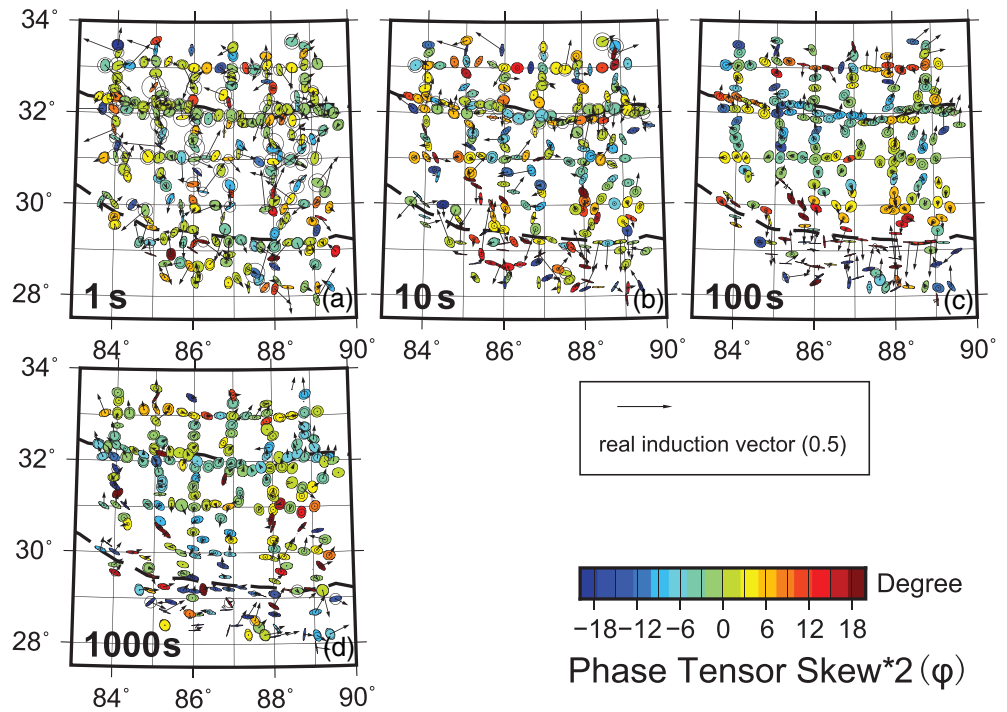 34°
32°
30°
28°
1 s
(a)
10 s
(b)
100 s
(c)
84° 86° 88° 90°
84° 86° 88° 90°
84° 86° 88° 90°
34°
32°
30°
28°
1000s
(d)
84° 86° 88° 90°
real induction vector (0.5)
Degree
−18 −12 −6 0 6 12 18
Phase Tensor Skew*2 (φ)